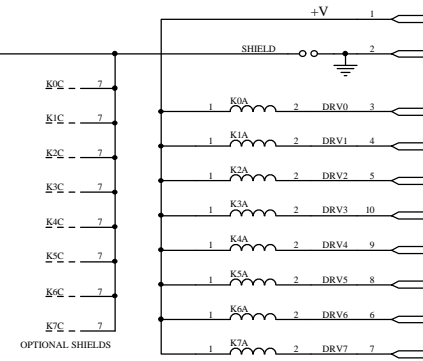 +V 1
SHIELD 2
K0C 7
1 K0A 2 DRV0 3
K1C 7
1 K1A 2 DRV1 4
K2C 7
1 K2A 2 DRV2 5
K3C 7
1 K3A 2 DRV3 10
K4C 7
1 K4A 2 DRV4 9
K5C 7
1 K5A 2 DRV5 8
K6C 7
1 K6A 2 DRV6 6
K7C 7
1 K7A 2 DRV7 7
OPTIONAL SHIELDS